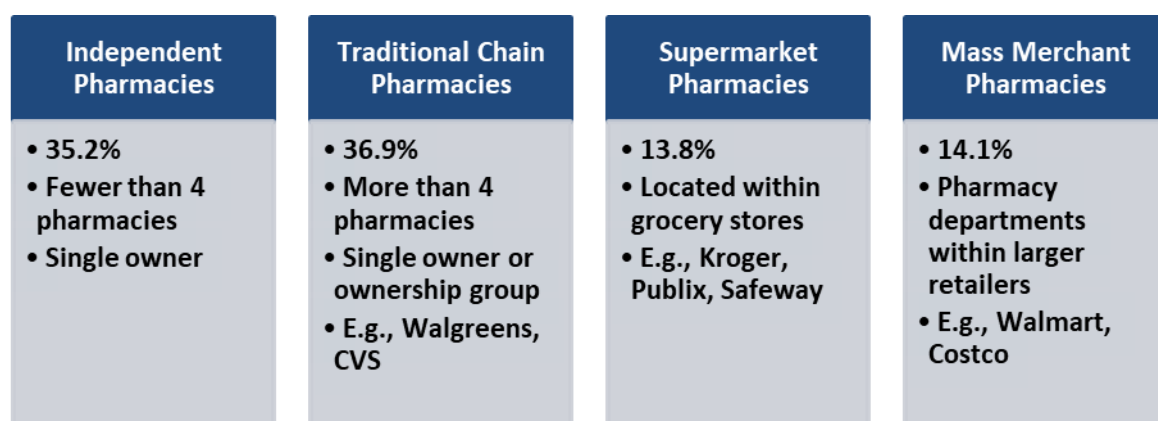 Independent
Pharmacies
• 35.2%
• Fewer than 4
pharmacies
• Single owner
Traditional Chain
Pharmacies
• 36.9%
• More than 4
pharmacies
• Single owner or
ownership group
• E.g., Walgreens,
CVS
Supermarket
Pharmacies
• 13.8%
• Located within
grocery stores
• E.g., Kroger,
Publix, Safeway
Mass Merchant
Pharmacies
• 14.1%
• Pharmacy
departments
within larger
retailers
• E.g., Walmart,
Costco